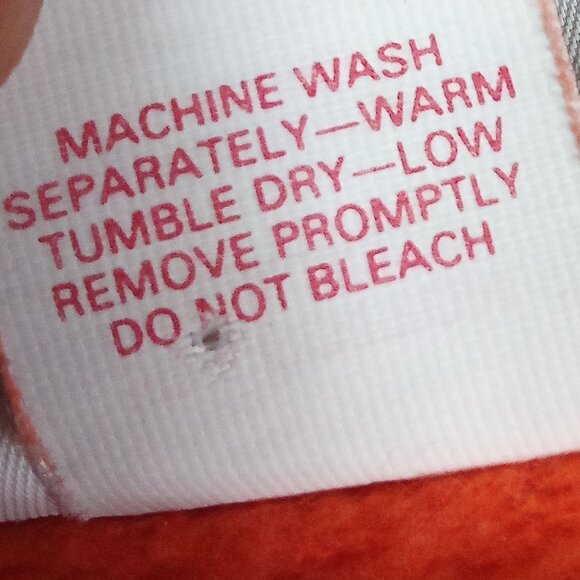 MACHINE WASH
SEPARATELY—WARM
TUMBLE DRY—LOW
REMOVE PROMPTLY
DO NOT BLEACH